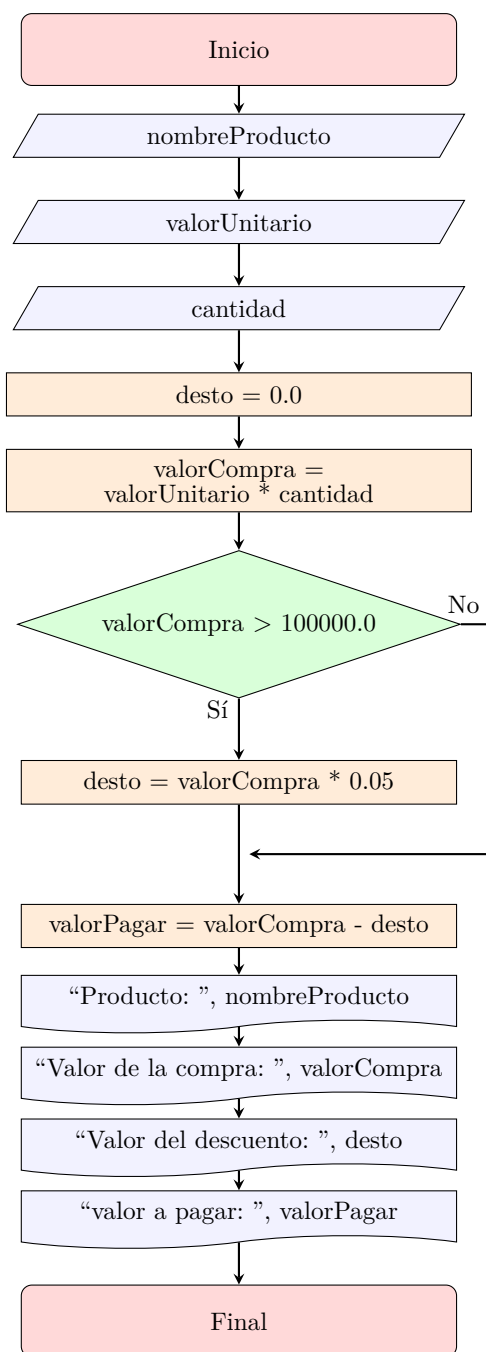 Inicio
nombreProducto
valorUnitario
cantidad
desto = 0.0
valorCompra =
valorUnitario * cantidad
valorCompra > 100000.0
No
Sí
desto = valorCompra * 0.05
valorPagar = valorCompra - desto
“Producto: ”, nombreProducto
“Valor de la compra: ”, valorCompra
“Valor del descuento: ”, desto
“valor a pagar: ”, valorPagar
Final